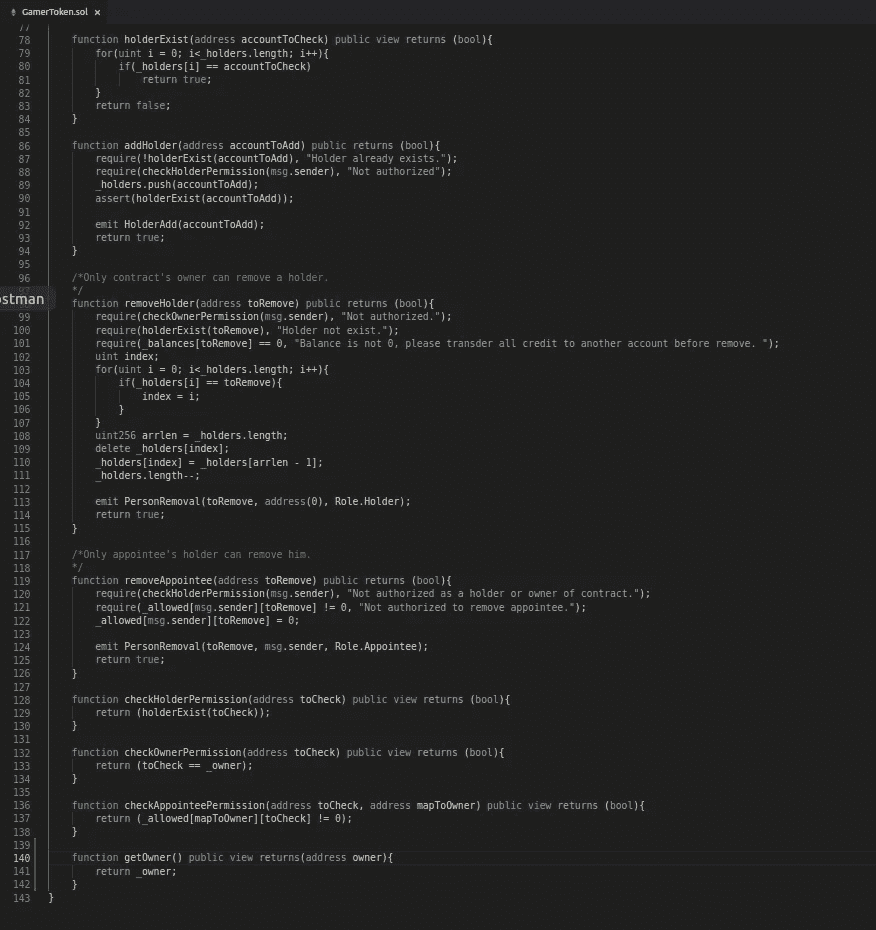 GamerToken.sol ×
77
78 function holderExist(address accountToCheck) public view returns (bool){
79 for(uint i = 0; i<_holders.length; i++){
80 if(_holders[i] == accountToCheck)
81 return true;
82 }
83 return false;
84 }
85
86 function addHolder(address accountToAdd) public returns (bool){
87 require(!holderExist(accountToAdd), "Holder already exists.");
88 require(checkHolderPermission(msg.sender), "Not authorized");
89 _holders.push(accountToAdd);
90 assert(holderExist(accountToAdd));
91
92 emit HolderAdd(accountToAdd);
93 return true;
94 }
95
96 /*Only contract's owner can remove a holder.
97 */
ostman
function removeHolder(address toRemove) public returns (bool){
99 require(checkOwnerPermission(msg.sender), "Not authorized.");
100 require(holderExist(toRemove), "Holder not exist.");
101 require(_balances[toRemove] == 0, "Balance is not 0, please transder all credit to another account before remove. ");
102 uint index;
103 for(uint i = 0; i<_holders.length; i++){
104 if(_holders[i] == toRemove){
105 index = i;
106 }
107 }
108 uint256 arrlen = _holders.length;
109 delete _holders[index];
110 _holders[index] = _holders[arrlen - 1];
111 _holders.length--;
112
113 emit PersonRemoval(toRemove, address(0), Role.Holder);
114 return true;
115 }
116
117 /*Only appointee's holder can remove him.
118 */
119 function removeAppointee(address toRemove) public returns (bool){
120 require(checkHolderPermission(msg.sender), "Not authorized as a holder or owner of contract.");
121 require(_allowed[msg.sender][toRemove] != 0, "Not authorized to remove appointee.");
122 _allowed[msg.sender][toRemove] = 0;
123
124 emit PersonRemoval(toRemove, msg.sender, Role.Appointee);
125 return true;
126 }
127
128 function checkHolderPermission(address toCheck) public view returns (bool){
129 return (holderExist(toCheck));
130 }
131
132 function checkOwnerPermission(address toCheck) public view returns (bool){
133 return (toCheck == _owner);
134 }
135
136 function checkAppointeePermission(address toCheck, address mapToOwner) public view returns (bool){
137 return (_allowed[mapToOwner][toCheck] != 0);
138 }
139
140 function getOwner() public view returns(address owner){
141 return _owner;
142 }
143 }